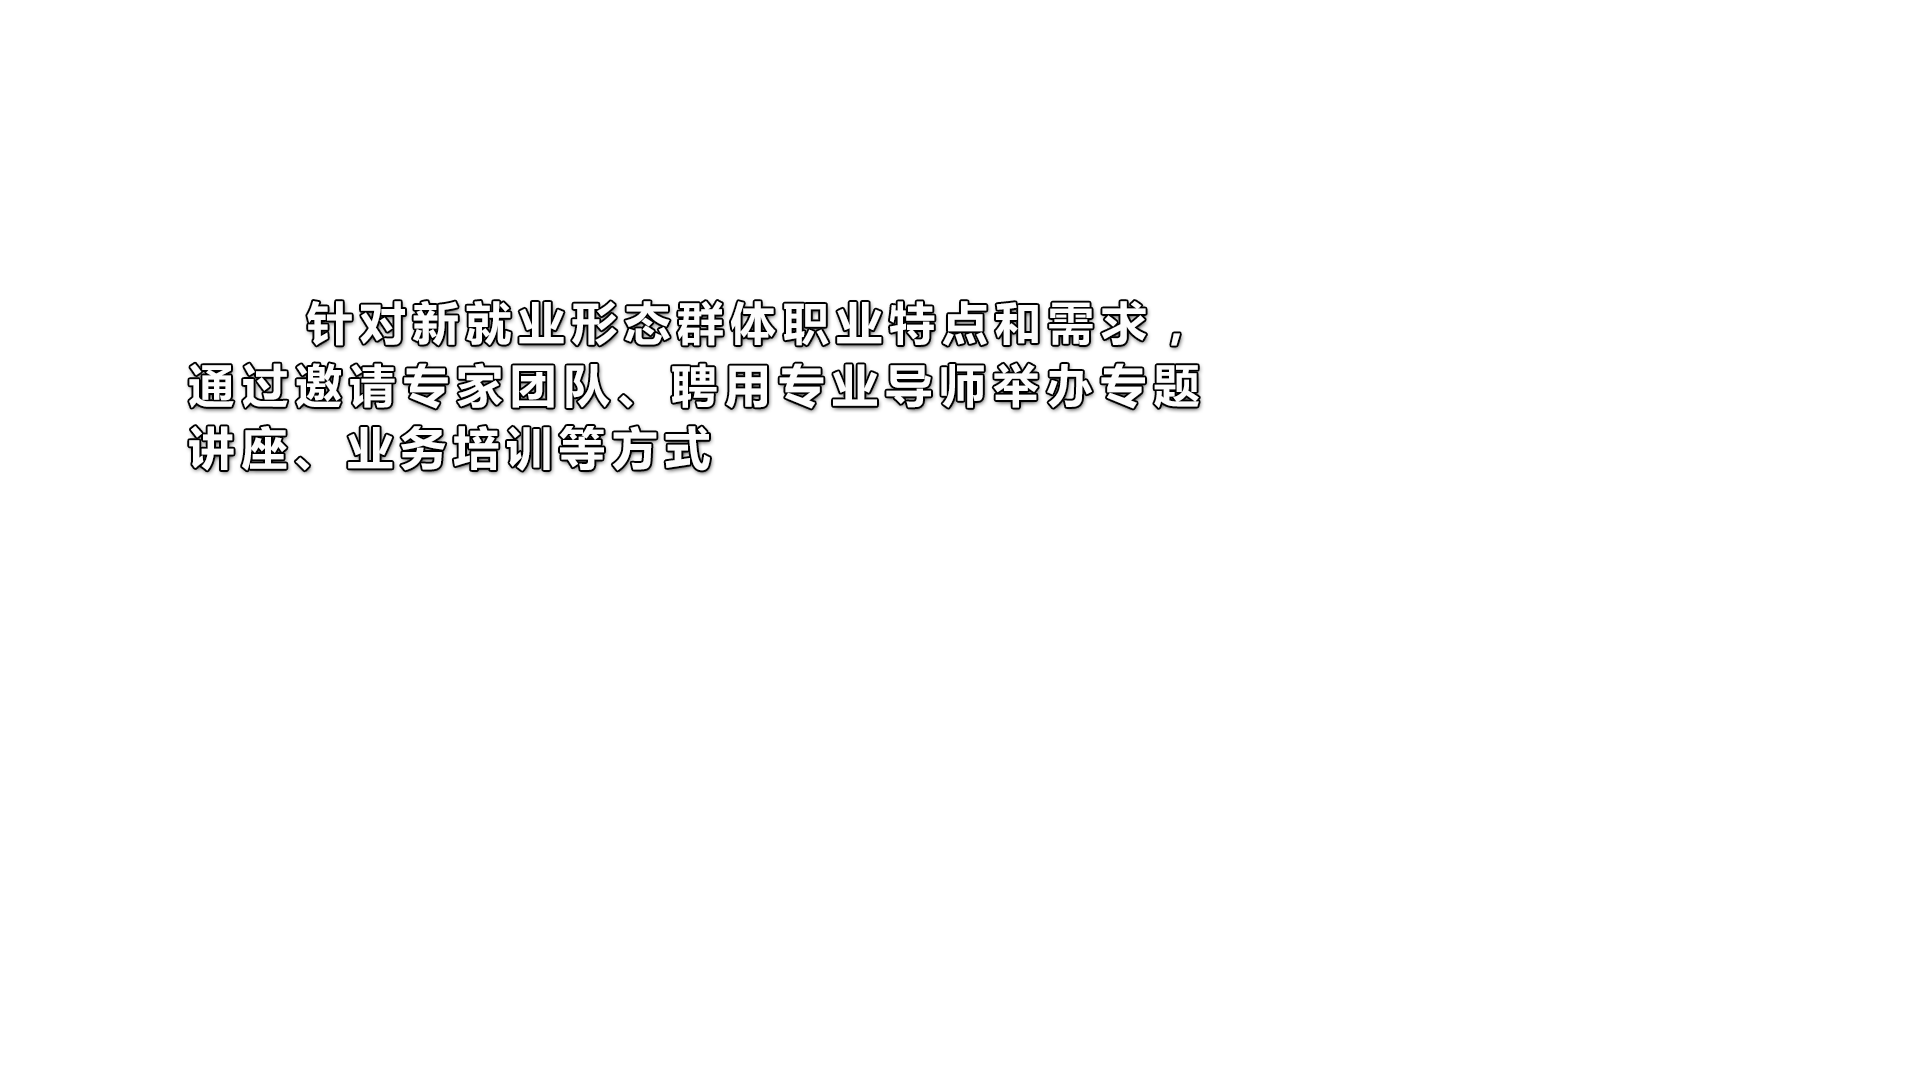 针对新就业形态群体职业特点和需求，
通过邀请专家团队、聘用专业导师举办专题
讲座、业务培训等方式